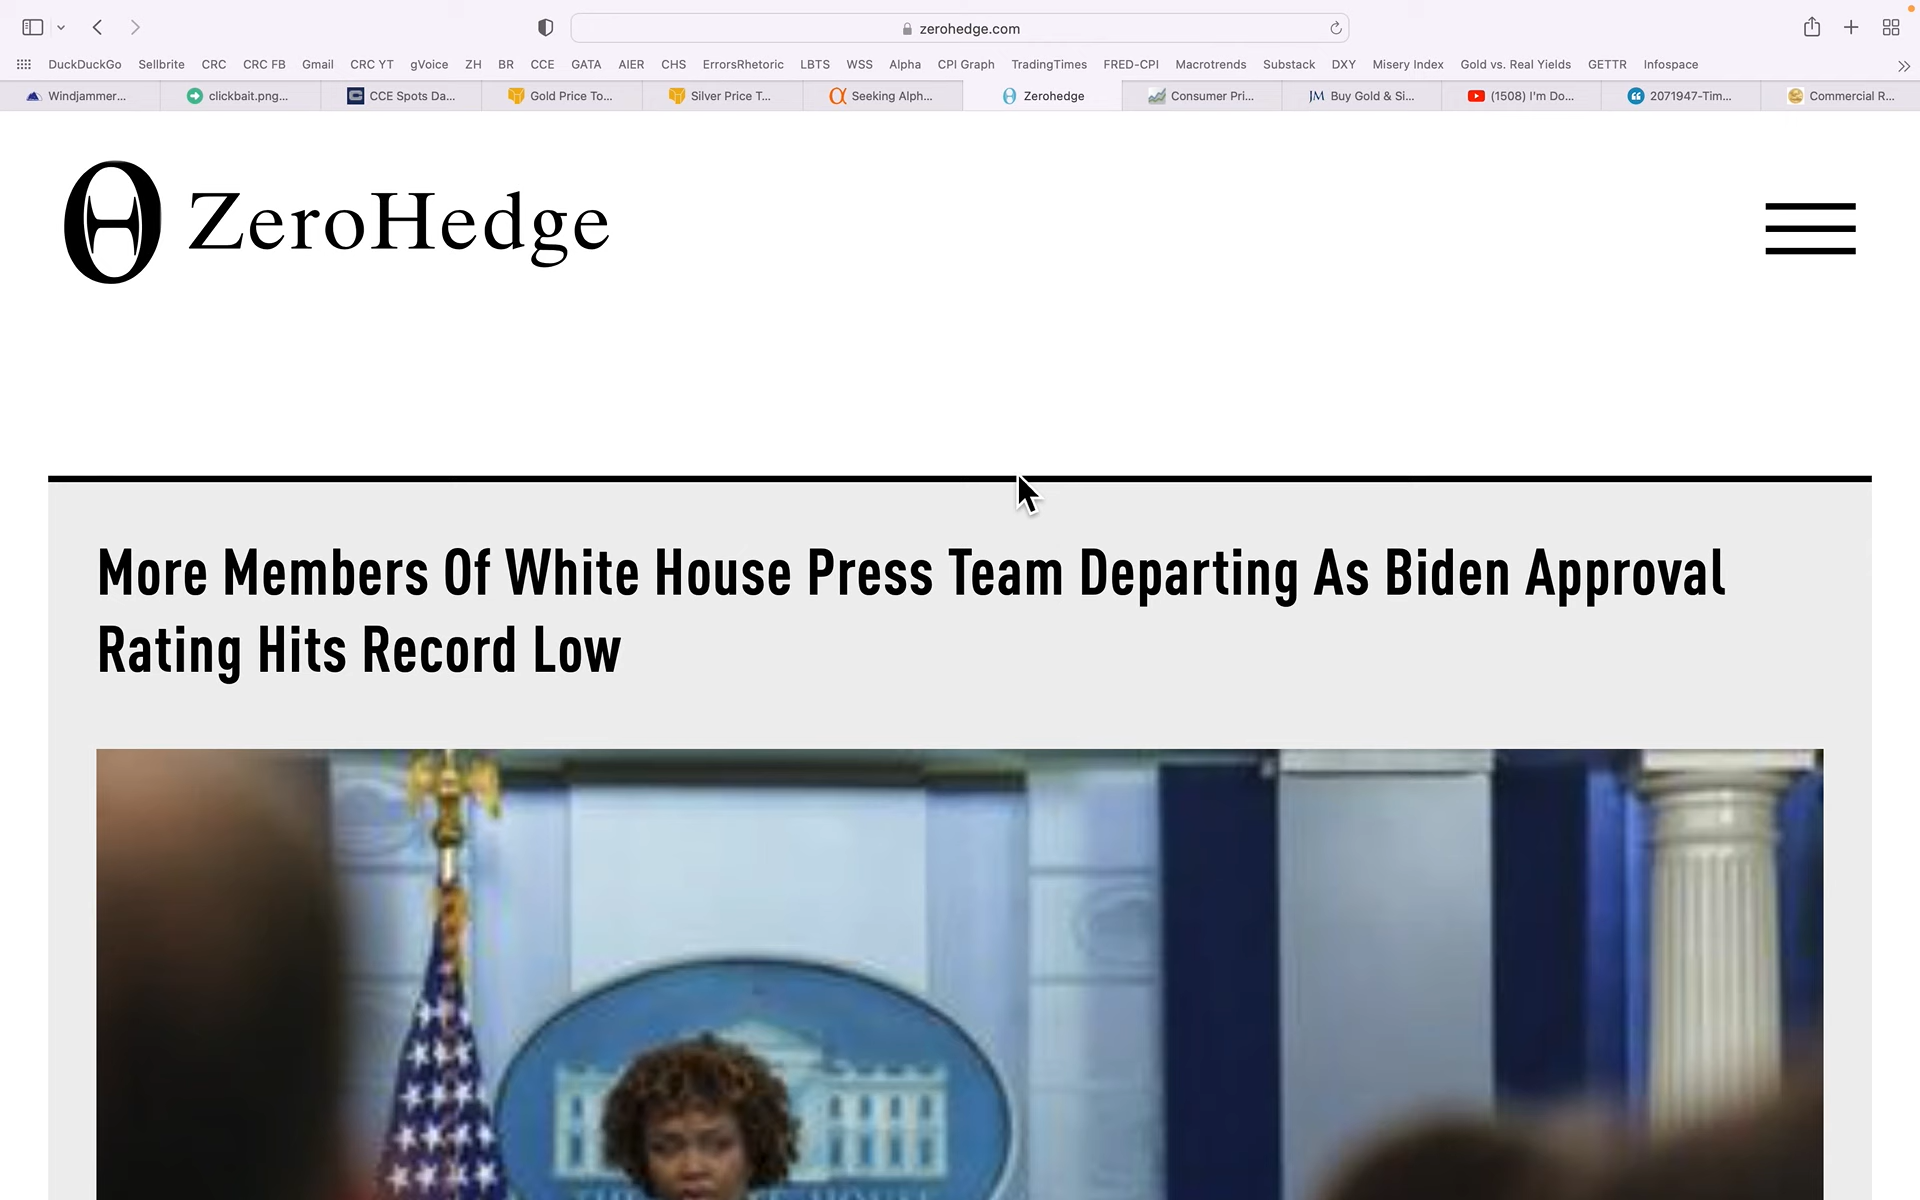 zerohedge.com
DuckDuckGo Sellbrite CRC CRC FB Gmail CRC YT gVoice ZH BR CCE GATA AIER CHS ErrorsRhetoric LBTS WSS Alpha CPI Graph TradingTimes FRED-CPI Macrotrends Substack DXY Misery Index Gold vs. Real Yields GETTR Infospace
Windjammer... clickbait.png... CCE Spots Da... Gold Price To... Silver Price T... Seeking Alph... Zerohedge Consumer Pri... JM Buy Gold & Si... (1508) I'm Do... 2071947-Tim... Commercial R...
ZeroHedge
More Members Of White House Press Team Departing As Biden Approval
Rating Hits Record Low